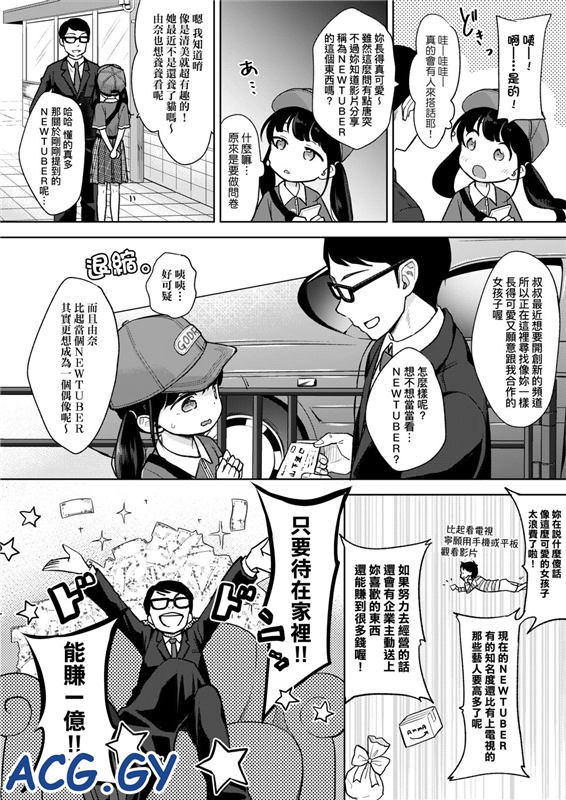 咦!
啊⋯是的!
哇—哇哇—
真的會有人來搭話耶!
妳長得真可愛~
雖然這麼問有點唐突
不過妳知道影片分享
稱為NEWTUBER
的這個東西嗎?
あ…
什麼嘛…
原來是要做問卷
嗯我知道唷
像是清美就超有趣的!
她最近不是還養了貓嗎~
由奈也想養養看呢
哈哈 懂的真多
那關於剛剛提到的
NEWTUBER呢…
叔叔最近想要開創新的頻道
所以正在這裡尋找像妳一樣
長得可愛又願意跟我合作的
女孩子喔
怎麼樣呢?
想不想當當看…
NEWTUBER?
咦…
好可疑
退縮。
而且由奈
比起當個NEWTUBER
其實更想成為一個偶像呢~
GOOD
妳在說什麼傻話
像這麼可愛的女孩子
太浪費了啦!
比起看電視
寧願用手機或平板
觀看影片
現在的NEWTUBER
有的知名度還比有上電視的
那些藝人要高多了呢
如果努力去經營的話
還會有企業主動送上
妳喜歡的東西
還能賺到很多錢喔!
只要待在家裡!!
能賺一億!!
ドドン
ACG.GY